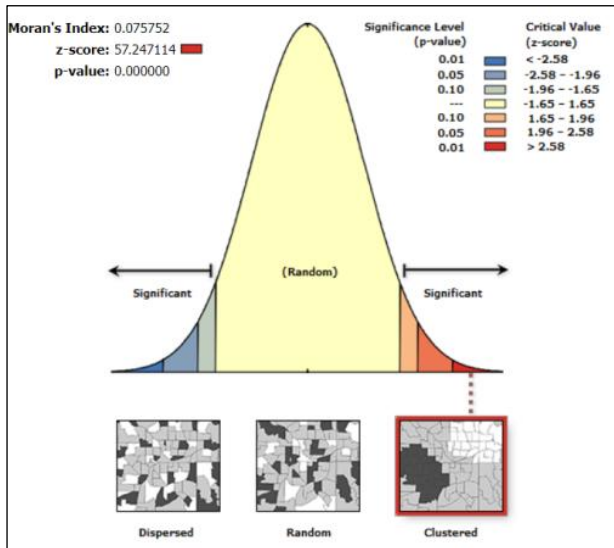 Moran's Index: 0.075752
z-score: 57.247114
p-value: 0.000000
Significance Level
(p-value)
Critical Value
(z-score)
0.01 < -2.58
0.05 -2.58 – -1.96
0.10 -1.96 – -1.65
--- -1.65 – 1.65
0.10 1.65 – 1.96
0.05 1.96 – 2.58
0.01 > 2.58
(Random)
Significant
Significant
Dispersed
Random
Clustered